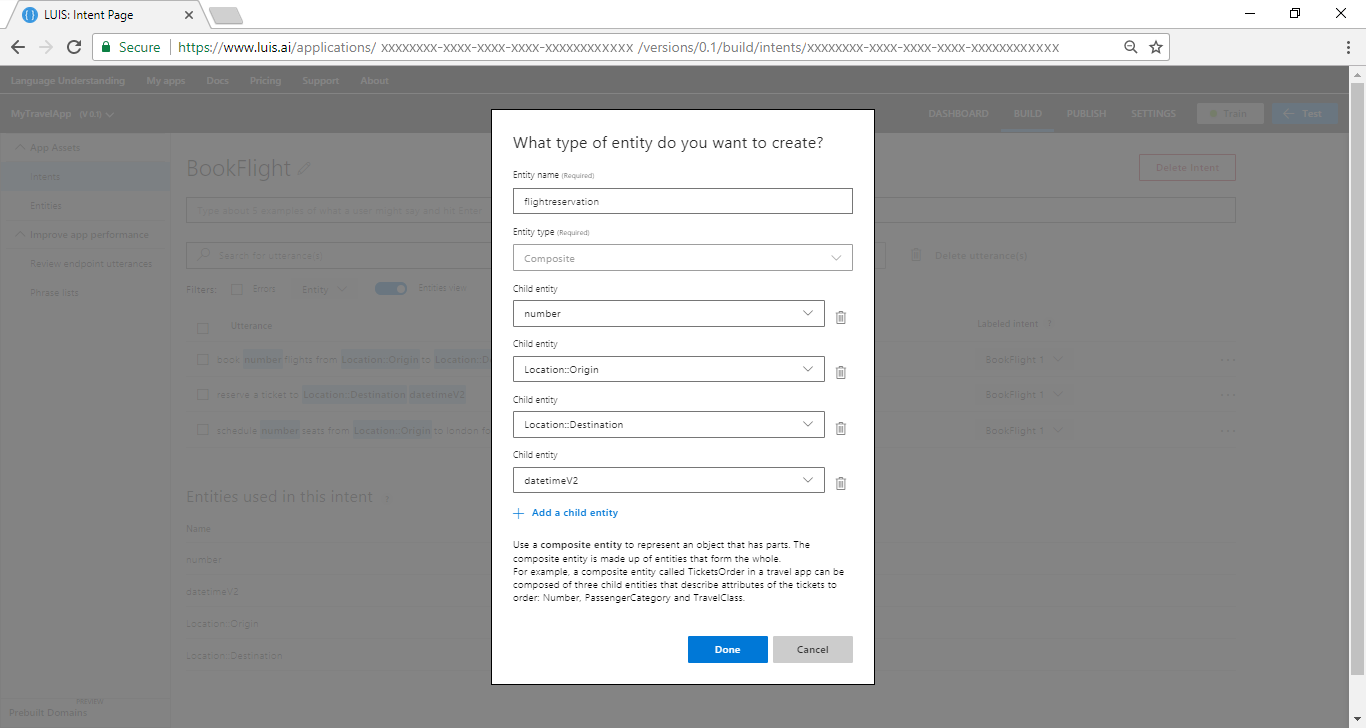 LUIS: Intent Page
Secure
https://www.luis.ai/applications/ xxxxxxxx-xxxx-xxxx-xxxx-xxxxxxxxxxxx /versions/0.1/build/intents/xxxxxxxx-xxxx-xxxx-xxxx-xxxxxxxxxxxx
Language Understanding My apps Docs Pricing Support About
MyTravelApp (V 0.1) DASHBOARD BUILD PUBLISH SETTINGS Train Test
App Assets
Intents
Entities
Improve app performance
Review endpoint utterances
Phrase lists
PREVIEW
Prebuilt Domains
BookFlight
Delete Intent
Type about 5 examples of what a user might say and hit Enter
Search for utterance(s)
Delete utterance(s)
Filters: Errors Entity Entities view
Utterance Labeled intent ?
book number flights from Location::Origin to Location::De BookFlight 1 ...
reserve a ticket to Location::Destination datetimeV2 BookFlight 1 ...
schedule number seats from Location::Origin to london fo BookFlight 1 ...
Entities used in this intent
Name
number
datetimeV2
Location::Origin
Location::Destination
What type of entity do you want to create?
Entity name (Required)
flightreservation
Entity type (Required)
Composite
Child entity
number
Child entity
Location::Origin
Child entity
Location::Destination
Child entity
datetimeV2
+ Add a child entity
Use a composite entity to represent an object that has parts. The
composite entity is made up of entities that form the whole.
For example, a composite entity called TicketsOrder in a travel app can be
composed of three child entities that describe attributes of the tickets to
order: Number, PassengerCategory and TravelClass.
Done Cancel